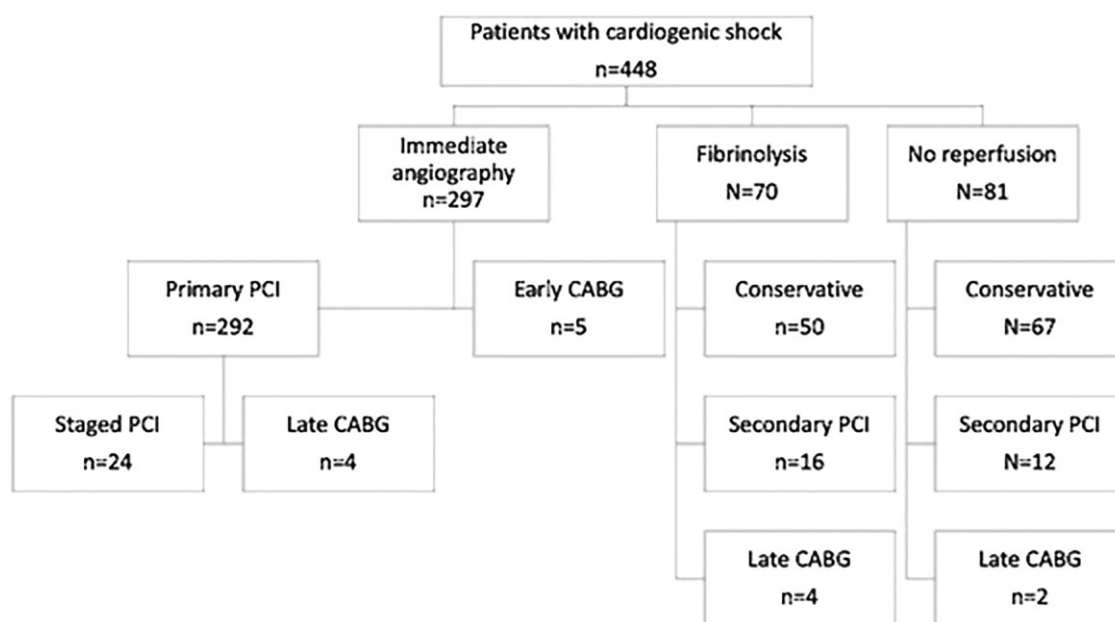 Patients with cardiogenic shock
n=448
Immediate
angiography
n=297
Fibrinolysis
N=70
No reperfusion
N=81
Primary PCI
n=292
Early CABG
n=5
Conservative
n=50
Conservative
N=67
Staged PCI
n=24
Late CABG
n=4
Secondary PCI
n=16
Secondary PCI
N=12
Late CABG
n=4
Late CABG
n=2